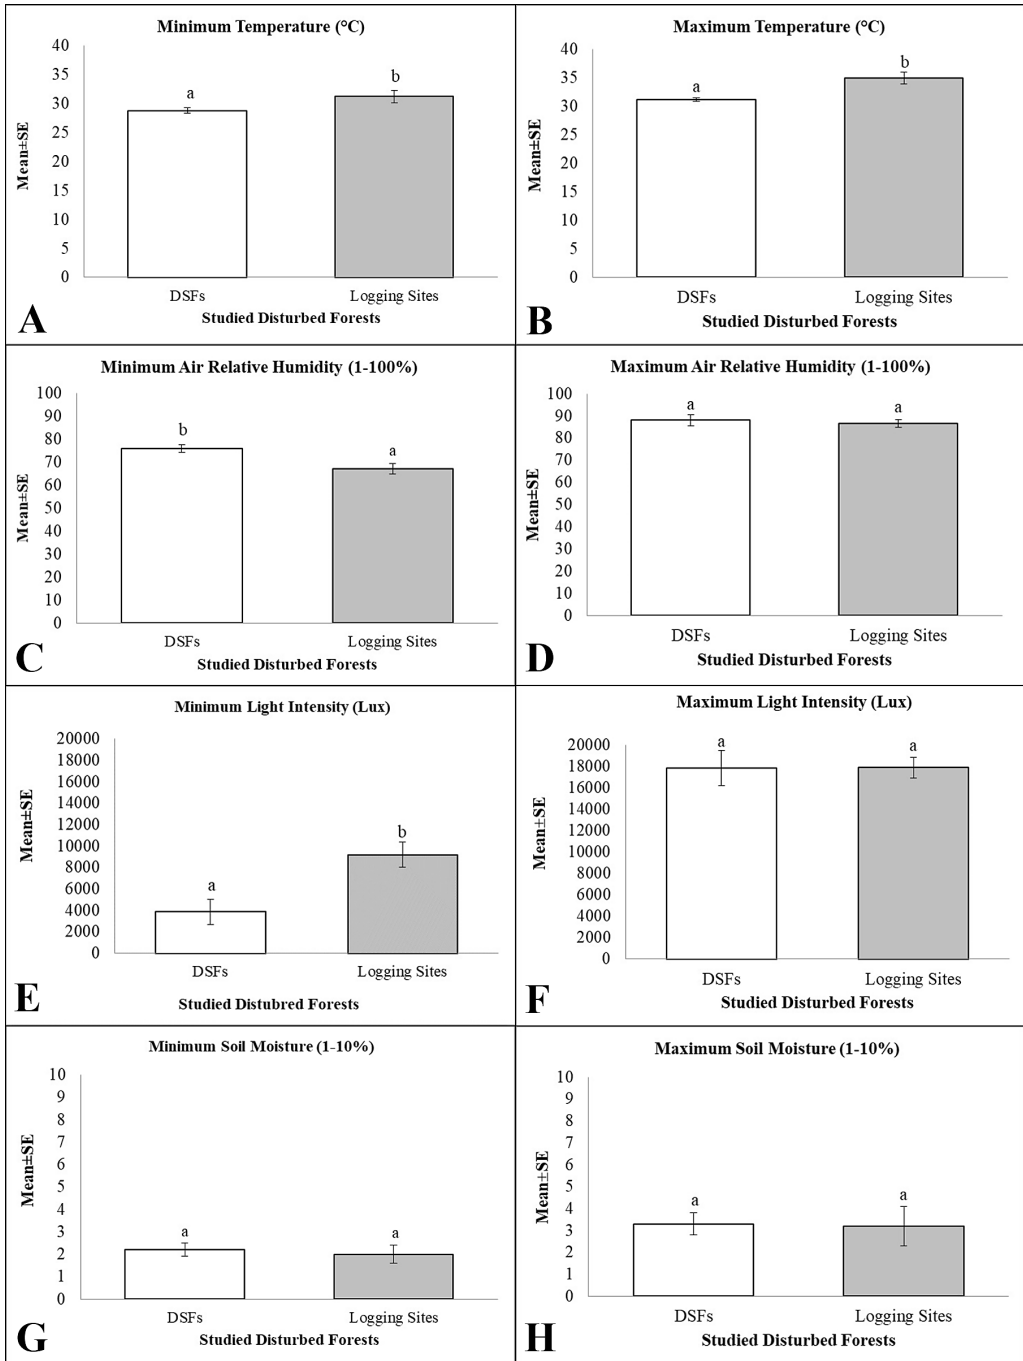 Minimum Temperature (°C)
40
35
30
25
20
15
10
5
0
Mean±SE
a
b
DSFs
Logging Sites
Studied Disturbed Forests
A
Maximum Temperature (°C)
40
35
30
25
20
15
10
5
0
Mean±SE
a
b
DSFs
Logging Sites
Studied Disturbed Forests
B
Minimum Air Relative Humidity (1-100%)
100
90
80
70
60
50
40
30
20
10
0
Mean±SE
b
a
DSFs
Logging Sites
Studied Disturbed Forests
C
Maximum Air Relative Humidity (1-100%)
100
90
80
70
60
50
40
30
20
10
0
Mean±SE
a
a
DSFs
Logging Sites
Studied Disturbed Forests
D
Minimum Light Intensity (Lux)
20000
18000
16000
14000
12000
10000
8000
6000
4000
2000
0
Mean±SE
a
b
DSFs
Logging Sites
Studied Distubred Forests
E
Maximum Light Intensity (Lux)
20000
18000
16000
14000
12000
10000
8000
6000
4000
2000
0
Mean±SE
a
a
DSFs
Logging Sites
Studied Disturbed Forests
F
Minimum Soil Moisture (1-10%)
10
9
8
7
6
5
4
3
2
1
0
Mean±SE
a
a
DSFs
Logging Sites
Studied Disturbed Forests
G
Maximum Soil Moisture (1-10%)
10
9
8
7
6
5
4
3
2
1
0
Mean±SE
a
a
DSFs
Logging Sites
Studied Disturbed Forests
H